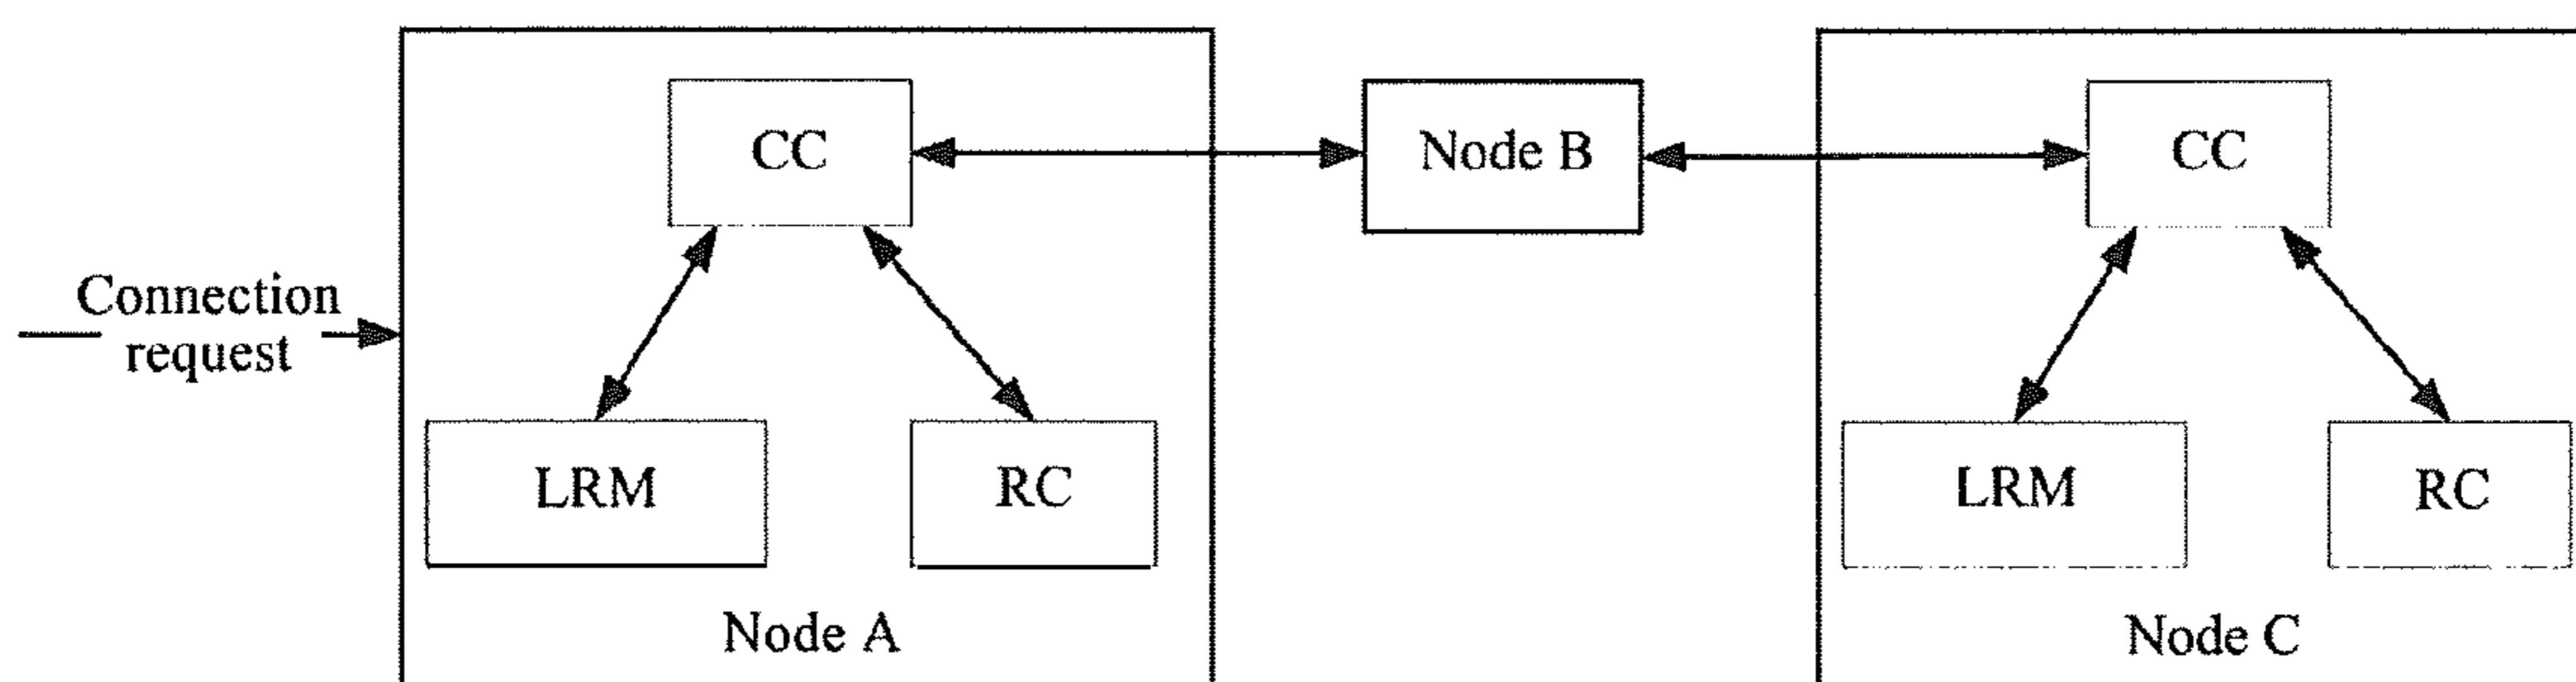 CC
Node B
CC
Connection
request
LRM
RC
LRM
RC
Node A
Node C